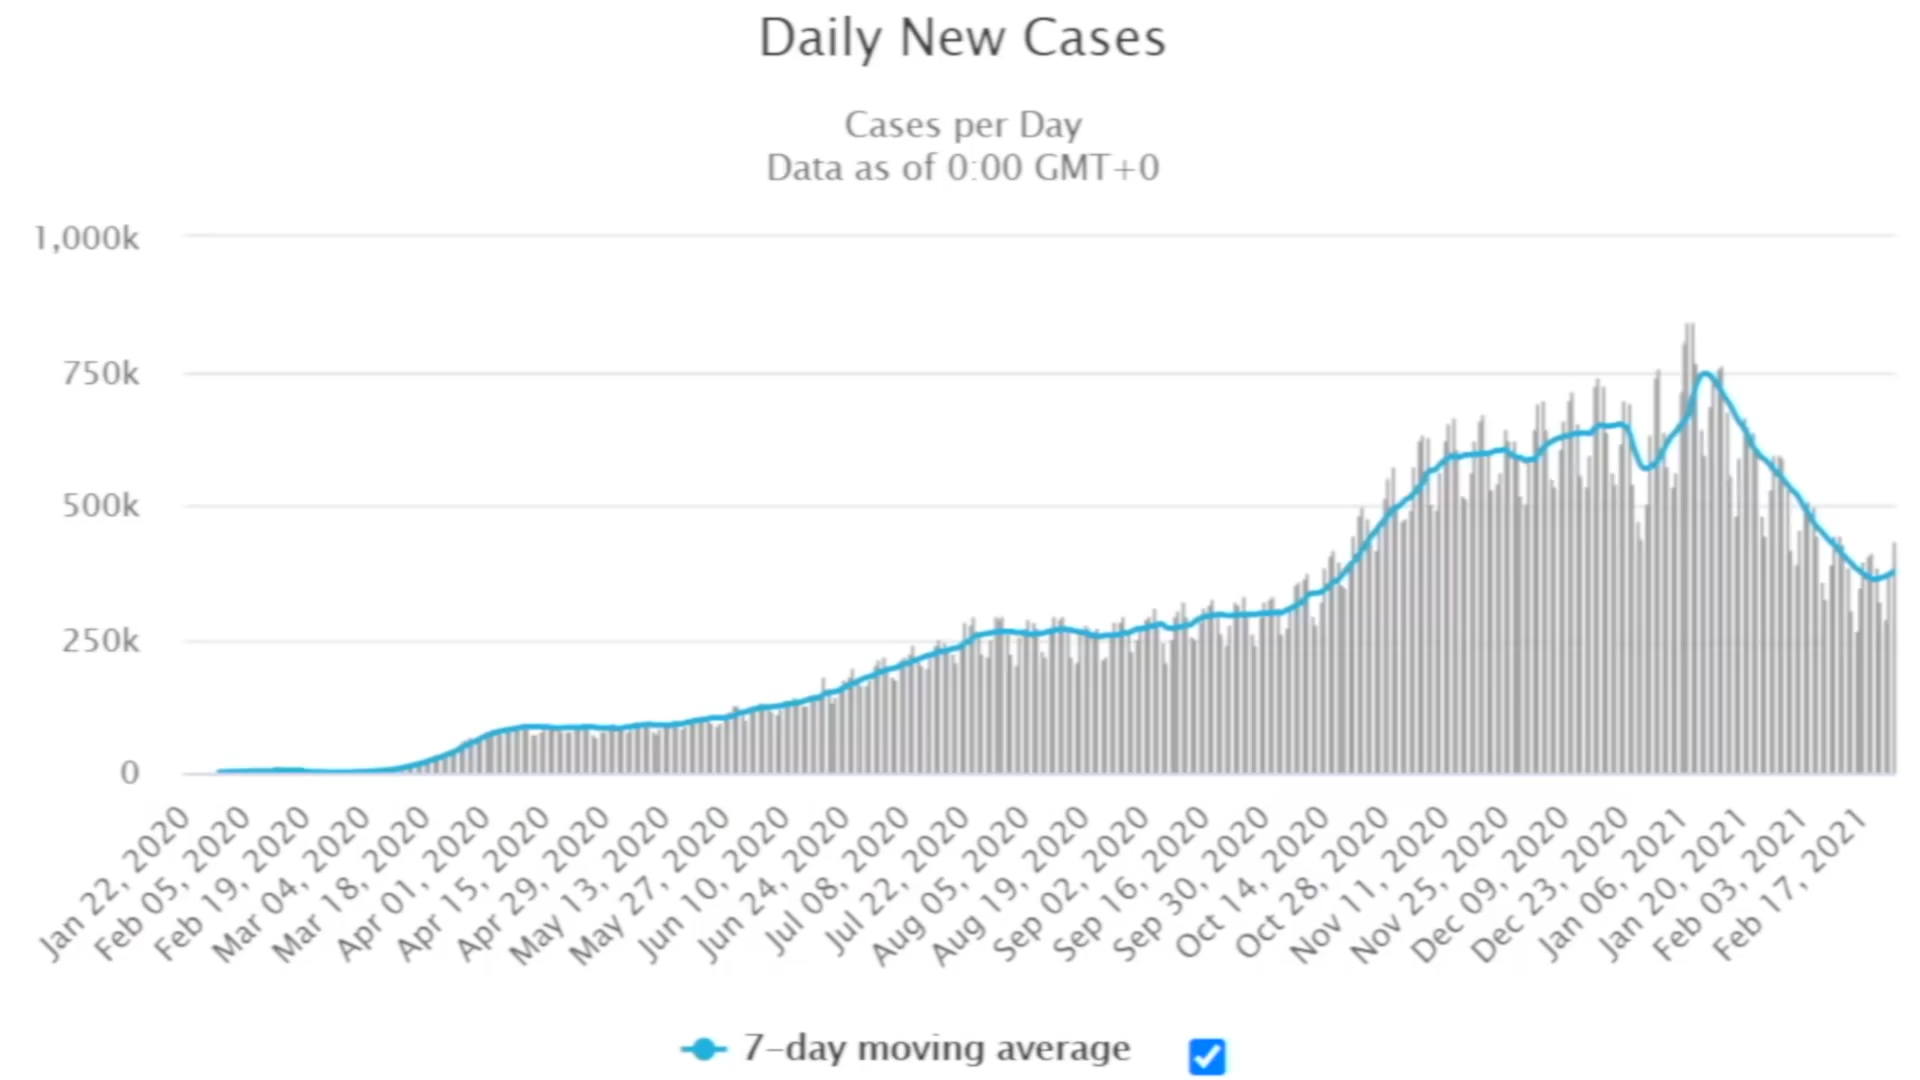 Daily New Cases
Cases per Day
Data as of 0:00 GMT+0
1,000k
750k
500k
250k
0
Jan 22, 2020
Feb 05, 2020
Feb 19, 2020
Mar 04, 2020
Mar 18, 2020
Apr 01, 2020
Apr 15, 2020
Apr 29, 2020
May 13, 2020
May 27, 2020
Jun 10, 2020
Jun 24, 2020
Jul 08, 2020
Jul 22, 2020
Aug 05, 2020
Aug 19, 2020
Sep 02, 2020
Sep 16, 2020
Sep 30, 2020
Oct 14, 2020
Oct 28, 2020
Nov 11, 2020
Nov 25, 2020
Dec 09, 2020
Dec 23, 2020
Jan 06, 2021
Jan 20, 2021
Feb 03, 2021
Feb 17, 2021
7-day moving average